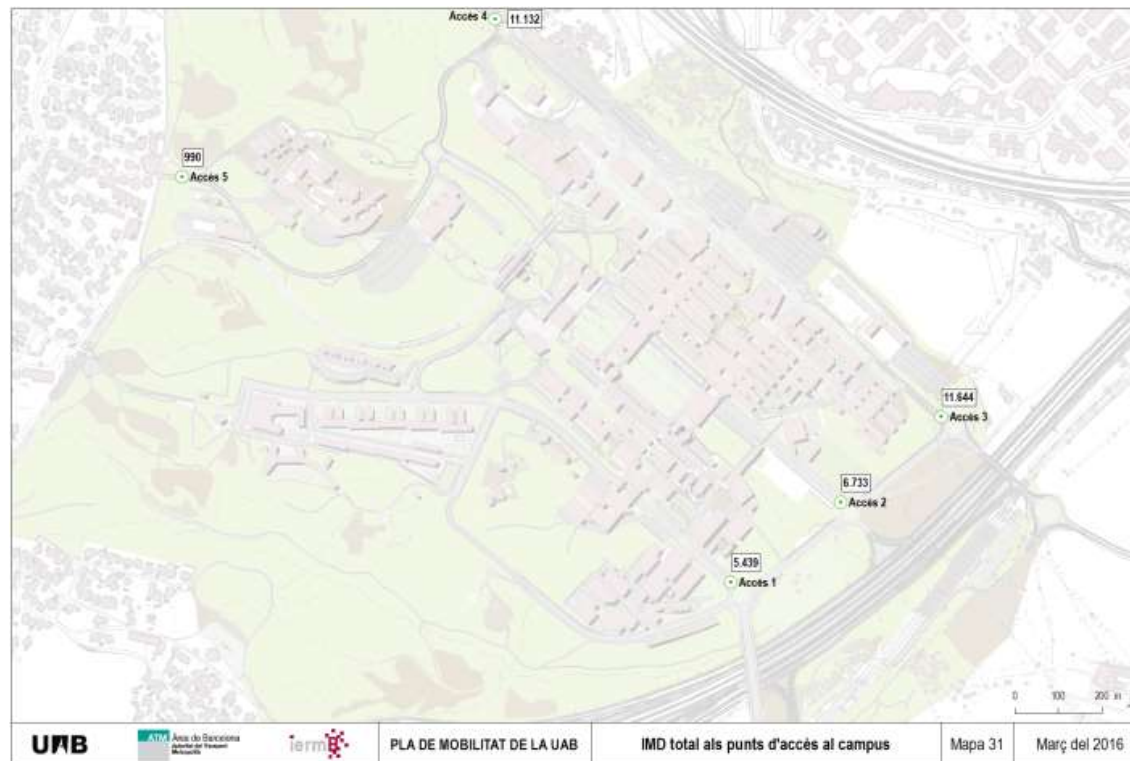 Accés 4
11.132
990
Accés 5
11.644
Accés 3
6.733
Accés 2
5.439
Accés 1
0 100 200 m
UAB
ATM Àrea de Barcelona
Autoritat del Transport
Metropolità
iermB
PLA DE MOBILITAT DE LA UAB
IMD total als punts d'accés al campus
Mapa 31
Març del 2016